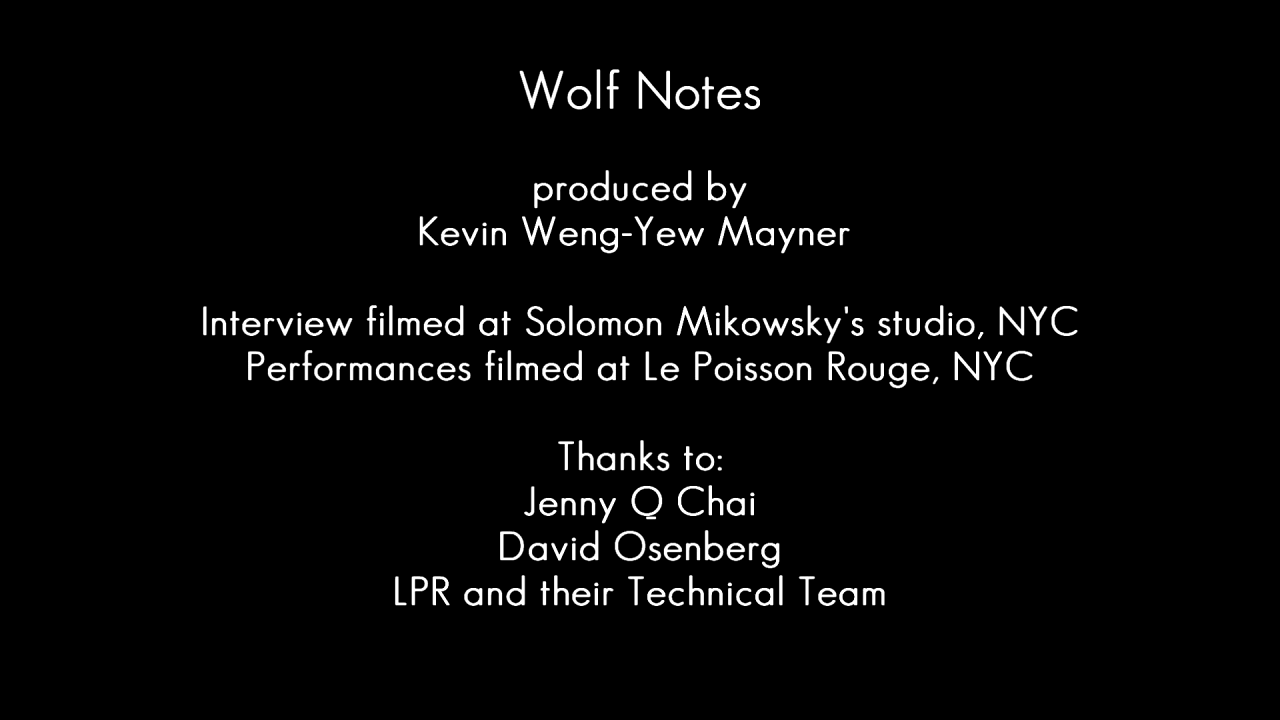 Wolf Notes
produced by
Kevin Weng-Yew Mayner
Interview filmed at Solomon Mikowsky's studio, NYC
Performances filmed at Le Poisson Rouge, NYC
Thanks to:
Jenny Q Chai
David Osenberg
LPR and their Technical Team